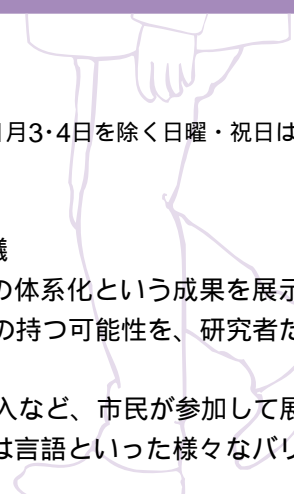 月3･4日を除く日曜・祝日は
の体系化という成果を展示
の持つ可能性を、研究者だ
入など、市民が参加して展
は言語といった様々なバリ